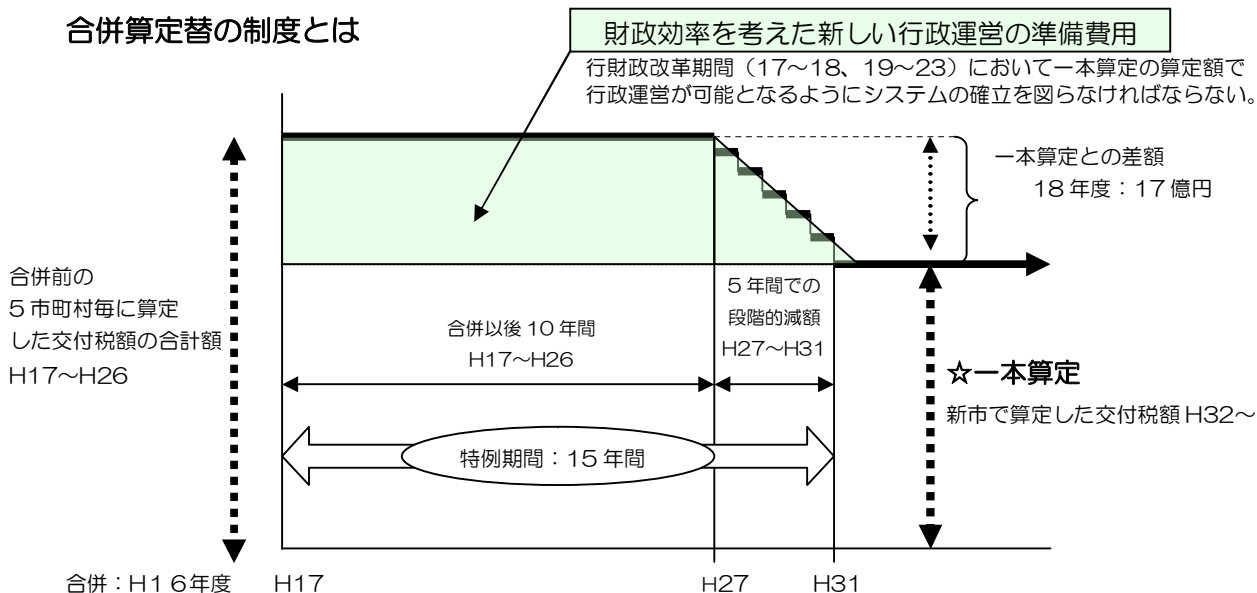 合併算定替の制度とは
財政効率を考えた新しい行政運営の準備費用
行財政改革期間(17~18、19~23)において一本算定の算定額で
行政運営が可能となるようにシステムの確立を図らなければならない。
一本算定との差額
18年度:17億円
合併前の
5市町村毎に算定
した交付税額の合計額
H17~H26
合併以後10年間
H17~H26
5年間での
段階的減額
H27~H31
☆一本算定
新市で算定した交付税額H32~
特例期間:15年間
合併:H16年度
H17
H27
H31